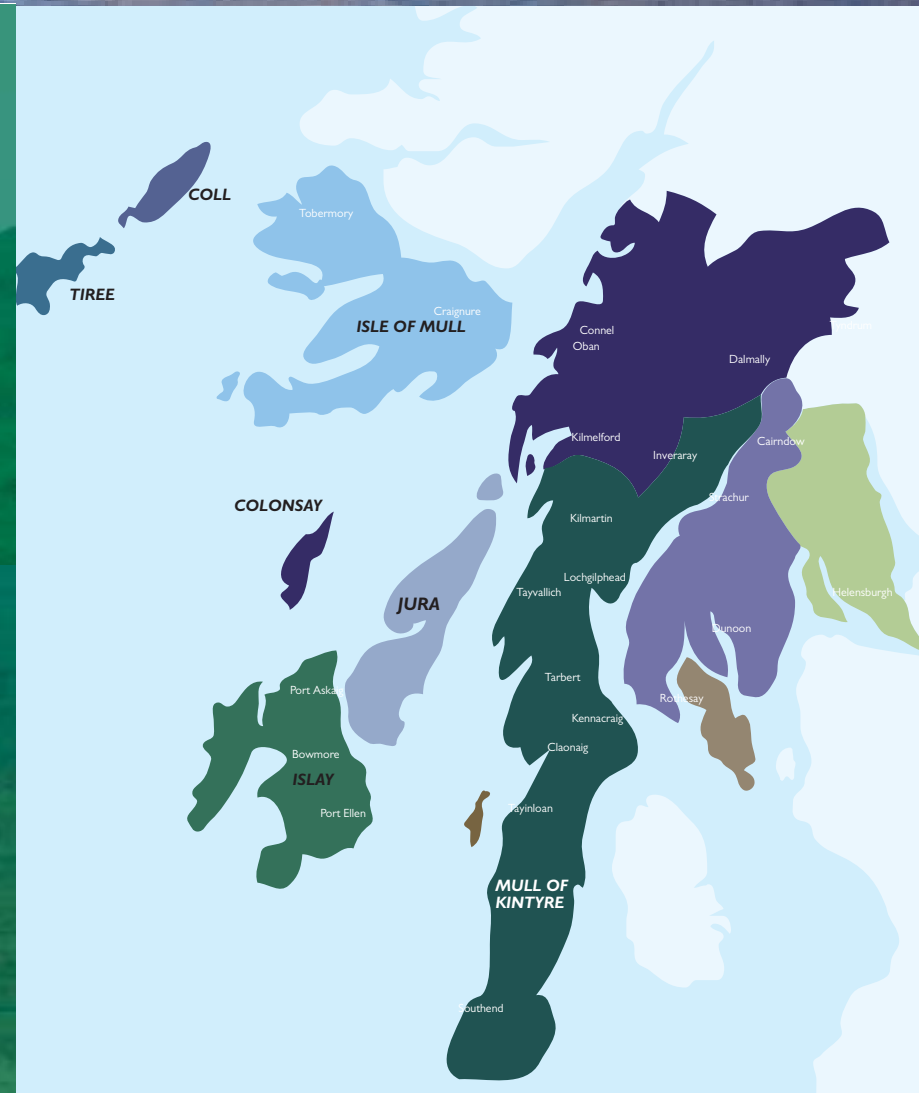 COLL
Tobermory
TIREE
Craignure
ISLE OF MULL
Connel
Oban
Dalmally
Kilmelford
Cairndow
Inveraray
Strachur
COLONSAY
Kilmartin
Lochgilphead
Tayvallich
Helensburgh
JURA
Dunoon
Tarbert
Port Askaig
Rothesay
Kennacraig
Claonaig
Bowmore
ISLAY
Tayinloan
Port Ellen
MULL OF
KINTYRE
Southend